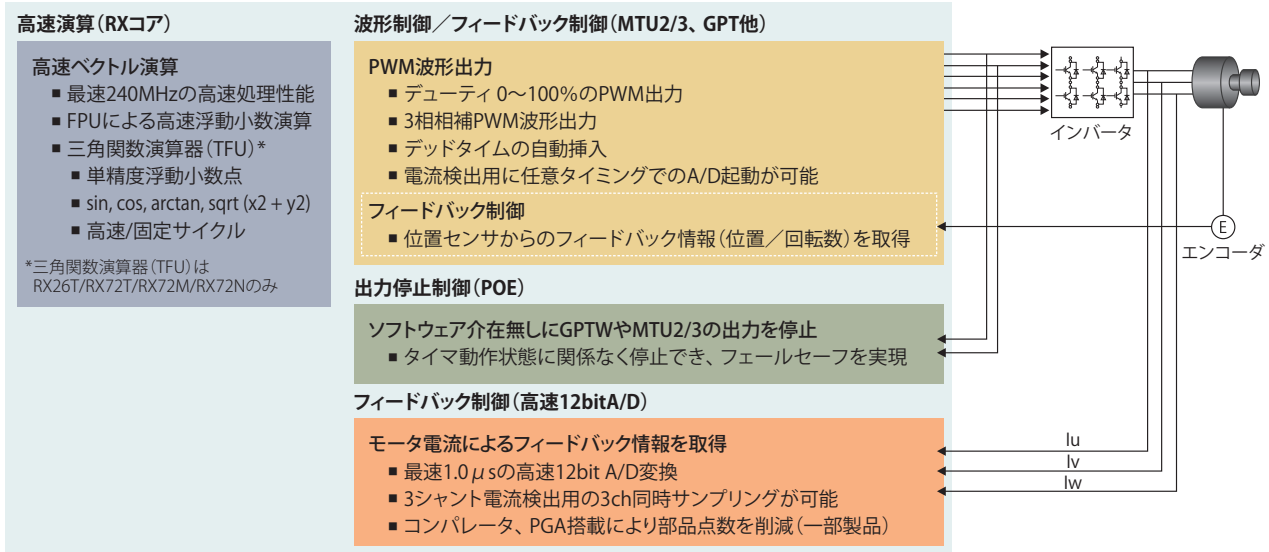 高速演算(RXコア)
高速ベクトル演算
■ 最速240MHzの高速処理性能
■ FPUによる高速浮動小数演算
■ 三角関数演算器(TFU)*
■ 単精度浮動小数点
■ sin, cos, arctan, sqrt (x2 + y2)
■ 高速/固定サイクル
*三角関数演算器(TFU)は
RX26T/RX72T/RX72M/RX72Nのみ
波形制御／フィードバック制御(MTU2/3、GPT他)
PWM波形出力
■ デューティ 0～100%のPWM出力
■ 3相相補PWM波形出力
■ デッドタイムの自動挿入
■ 電流検出用に任意タイミングでのA/D起動が可能
フィードバック制御
■ 位置センサからのフィードバック情報(位置／回転数)を取得
出力停止制御(POE)
ソフトウェア介在無しにGPTWやMTU2/3の出力を停止
■ タイマ動作状態に関係なく停止でき、フェールセーフを実現
フィードバック制御(高速12bitA/D)
モータ電流によるフィードバック情報を取得
■ 最速1.0μsの高速12bit A/D変換
■ 3シャント電流検出用の3ch同時サンプリングが可能
■ コンパレータ、PGA搭載により部品点数を削減(一部製品)
インバータ
E
エンコーダ
Iu
Iv
Iw